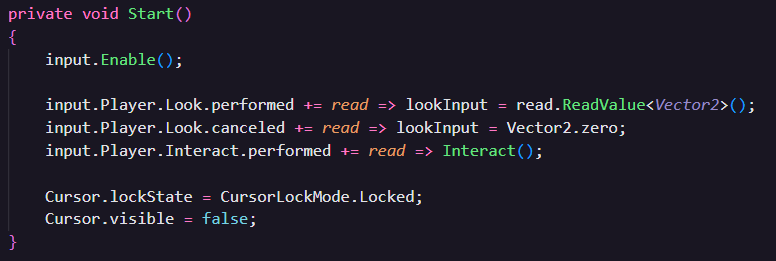 private void Start()
{
    input.Enable();

    input.Player.Look.performed += read => lookInput = read.ReadValue<Vector2>();
    input.Player.Look.canceled += read => lookInput = Vector2.zero;
    input.Player.Interact.performed += read => Interact();

    Cursor.lockState = CursorLockMode.Locked;
    Cursor.visible = false;
}